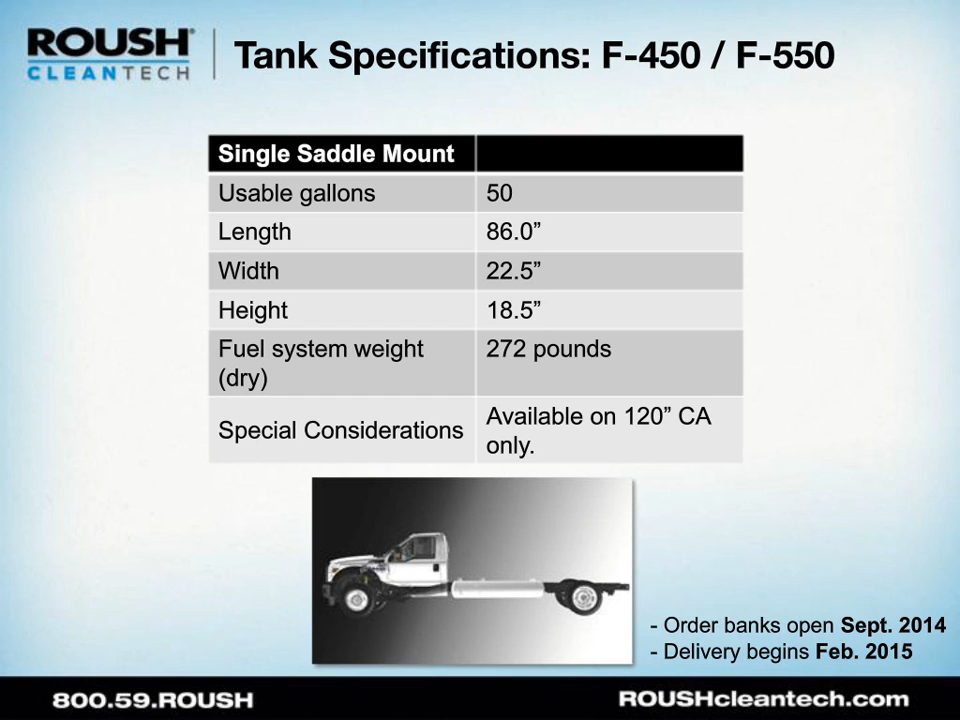 ROUSH®
CLEANTECH
Tank Specifications: F-450 / F-550
Single Saddle Mount
Usable gallons 50
Length 86.0”
Width 22.5”
Height 18.5”
Fuel system weight (dry) 272 pounds
Special Considerations Available on 120” CA only.
- Order banks open Sept. 2014
- Delivery begins Feb. 2015
800.59.ROUSH
ROUSHcleantech.com